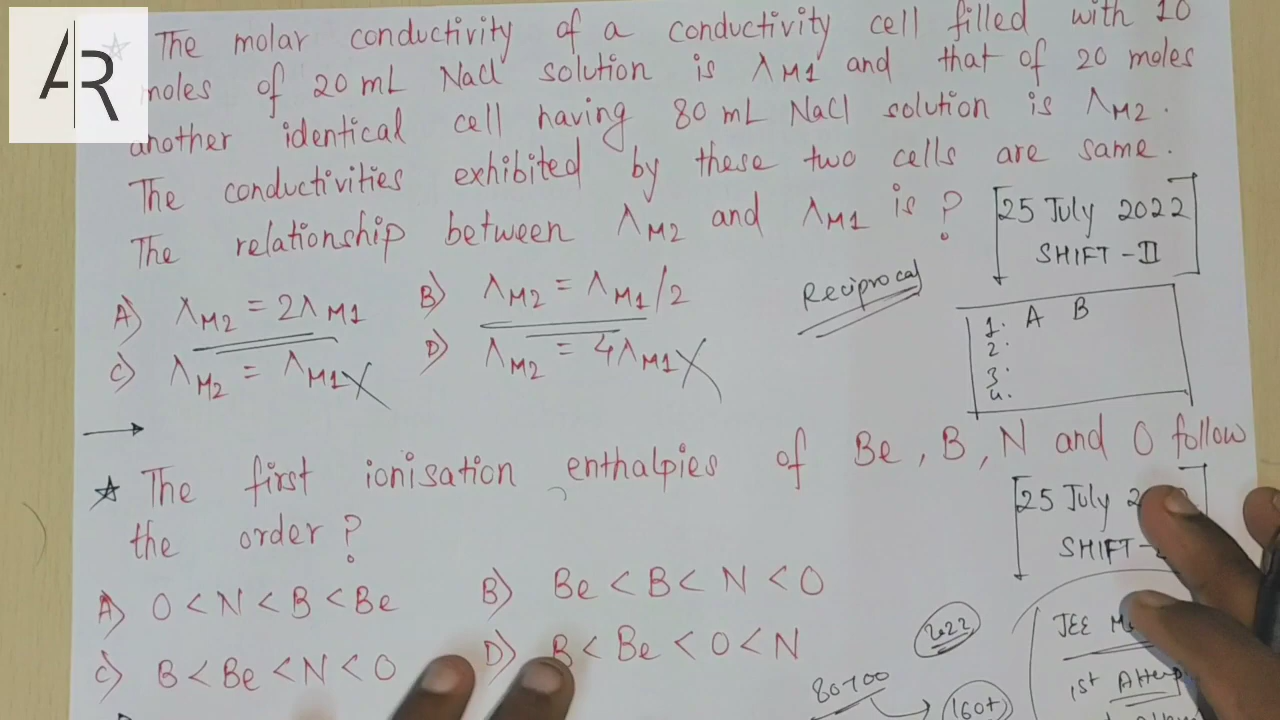 AR
The molar conductivity of a conductivity cell filled with 10
moles of 20 mL NaCl solution is ΛM1 and that of 20 moles
another identical cell having 80 mL NaCl solution is ΛM2.
The conductivities exhibited by these two cells are same.
The relationship between ΛM2 and ΛM1 is ?
[25 July 2022
SHIFT-II]
A) ΛM2 = 2ΛM1 B) ΛM2 = ΛM1/2
C) ΛM2 = ΛM1 D) ΛM2 = 4ΛM1
Reciprocal
1. A B
2.
3.
4.
The first ionisation enthalpies of Be, B, N and O follow
the order ?
[25 July
SHIFT-
A) O < N < B < Be B) Be < B < N < O
C) B < Be < N < O D) B < Be < O < N
2022
JEE
1st
80-100
160+